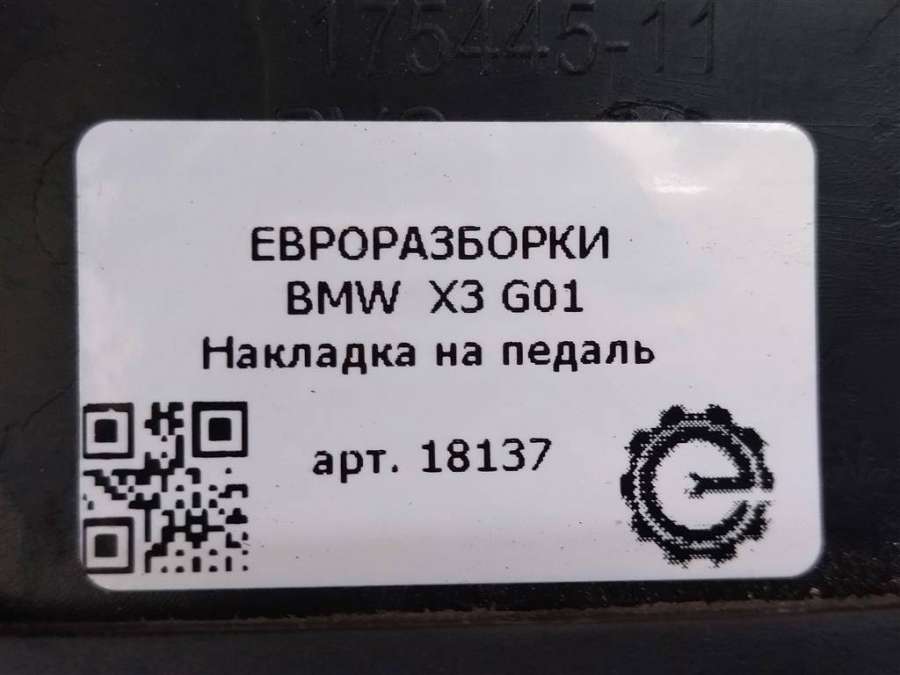 175445-11
ЕВРОРАЗБОРКИ
BMW X3 G01
Накладка на педаль
арт. 18137